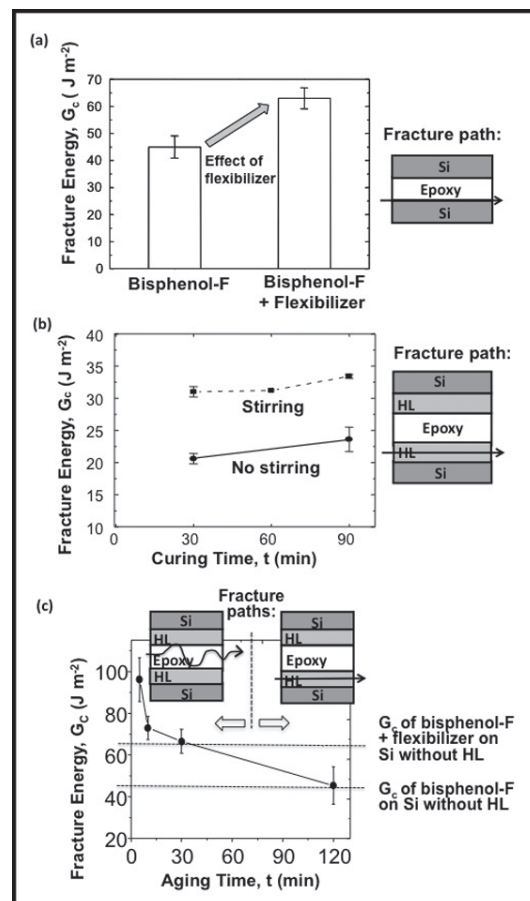 (a)
Fracture Energy, Gc ( J m-2)
70
60
50
40
30
20
10
0
Effect of
flexibilizer
Bisphenol-F
Bisphenol-F
+ Flexibilizer
Fracture path:
Si
Epoxy
Si
(b)
Fracture Energy, Gc (J m-2)
40
35
30
25
20
15
10
Stirring
No stirring
0
30
60
90
Curing Time, t (min)
Fracture path:
Si
HL
Epoxy
HL
Si
(c)
Fracture
paths:
Si
HL
Epoxy
HL
Si
Si
HL
Epoxy
HL
Si
Fracture Energy, GC (J m-2)
100
80
60
40
20
0
30
60
90
120
Aging Time, t (min)
Gc of bisphenol-F
+ flexibilizer on
Si without HL
Gc of bisphenol-F
on Si without HL